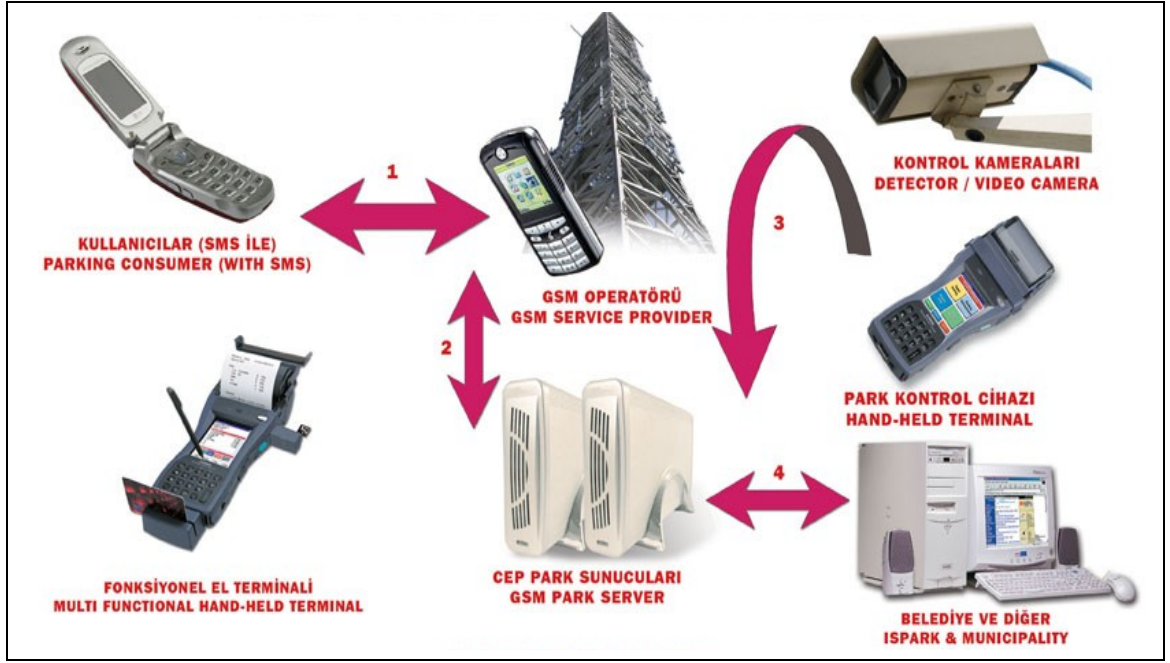 1
KULLANICILAR (SMS İLE)
PARKING CONSUMER (WITH SMS)
GSM OPERATÖRÜ
GSM SERVICE PROVIDER
KONTROL KAMERALARI
DETECTOR / VIDEO CAMERA
3
2
PARK KONTROL CİHAZI
HAND-HELD TERMINAL
FONKSİYONEL EL TERMİNALİ
MULTI FUNCTIONAL HAND-HELD TERMINAL
CEP PARK SUNUCULARI
GSM PARK SERVER
4
BELEDİYE VE DİĞER
ISPARK & MUNICIPALITY